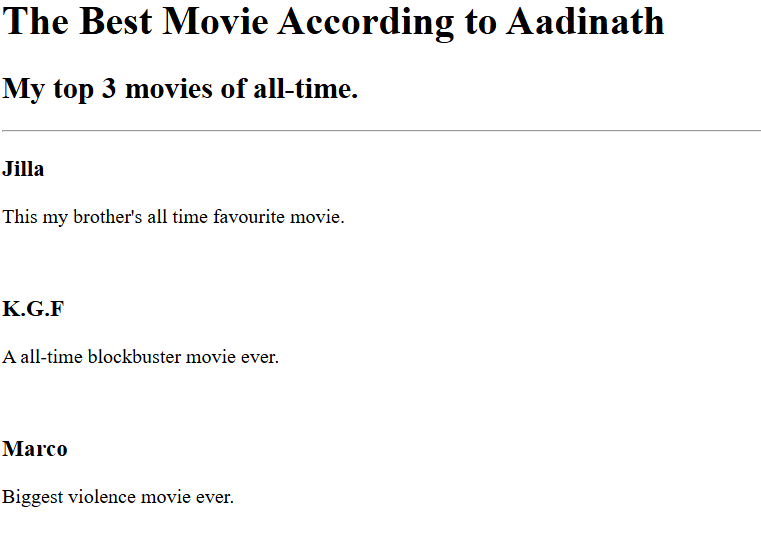 The Best Movie According to Aadinath
My top 3 movies of all-time.
Jilla
This my brother's all time favourite movie.
K.G.F
A all-time blockbuster movie ever.
Marco
Biggest violence movie ever.